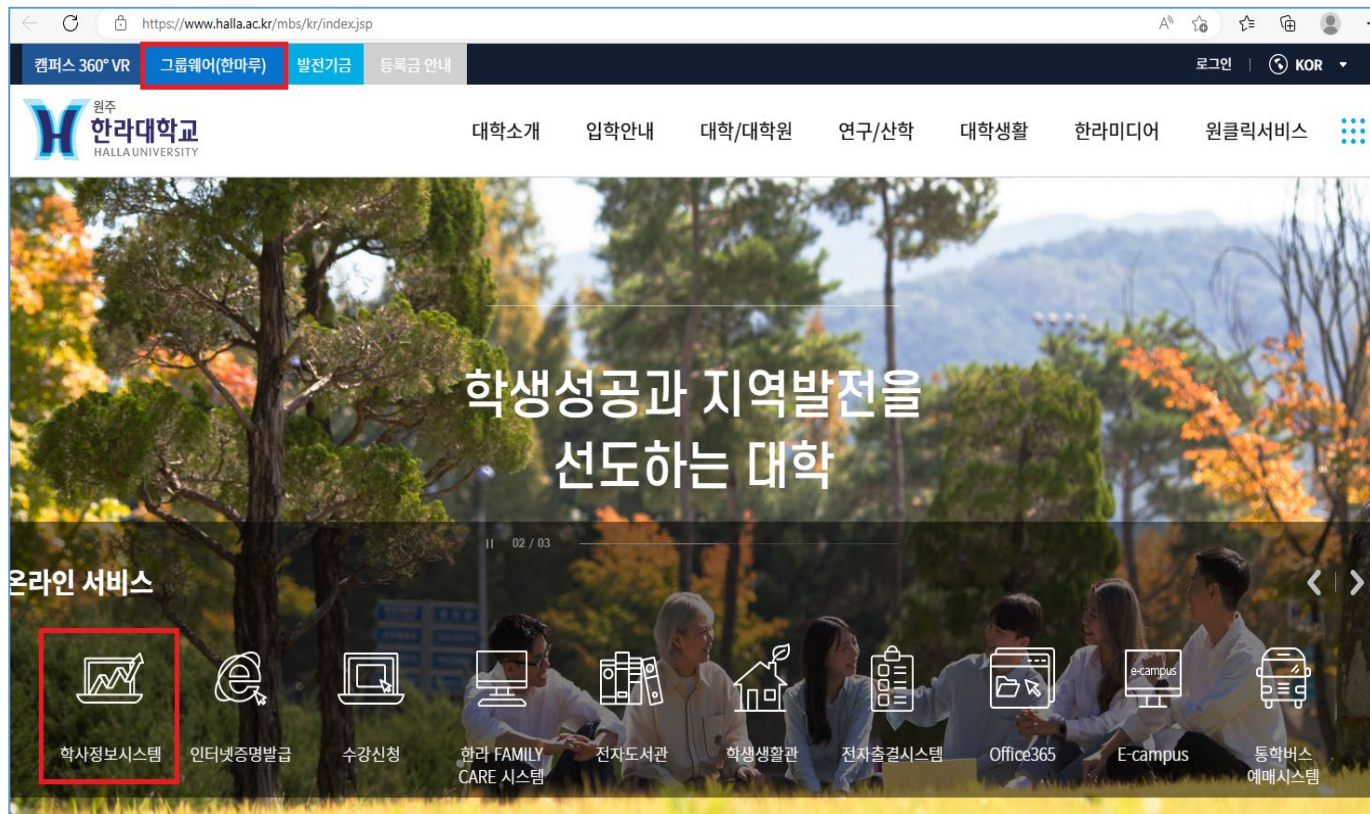 https://www.halla.ac.kr/mbs/kr/index.jsp
캠퍼스 360° VR 그룹웨어(한마루) 발전기금 등록금 안내 로그인 KOR
원주
한라대학교
HALLA UNIVERSITY
대학소개 입학안내 대학/대학원 연구/산학 대학생활 한라미디어 원클릭서비스
학생성공과 지역발전을
선도하는 대학
02 / 03
온라인 서비스
e-campus
학사정보시스템 인터넷증명발급 수강신청 한라 FAMILY 전자도서관 학생생활관 전자출결시스템 Office365 E-campus 통학버스
CARE 시스템 예매시스템